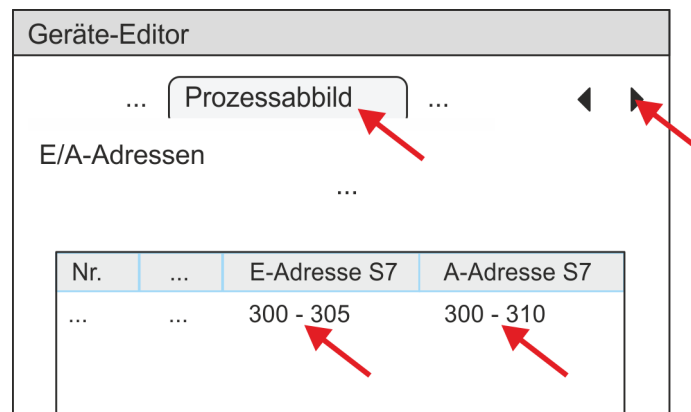 Geräte-Editor
... Prozessabbild ...
E/A-Adressen
...
Nr. ... E-Adresse S7 A-Adresse S7
... ... 300 - 305 300 - 310